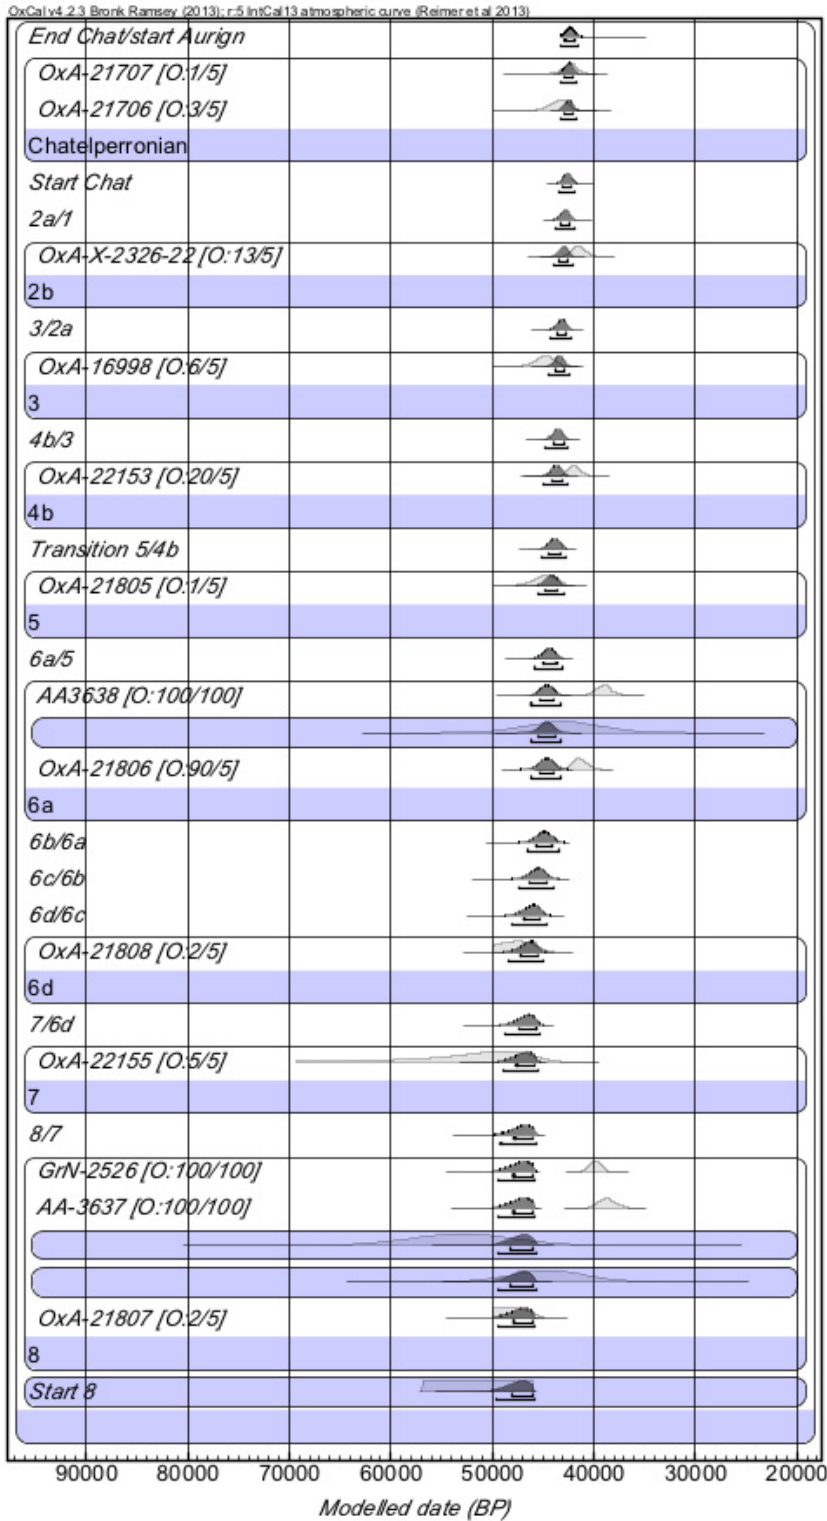 OxCal v4.2.3 Bronk Ramsey (2013); r:5 IntCal13 atmospheric curve (Reimer et al 2013)
End Chat/start Aurign
OxA-21707 [O:1/5]
OxA-21706 [O:3/5]
Chatelperronian
Start Chat
2a/1
OxA-X-2326-22 [O:13/5]
2b
3/2a
OxA-16998 [O:6/5]
3
4b/3
OxA-22153 [O:20/5]
4b
Transition 5/4b
OxA-21805 [O:1/5]
5
6a/5
AA3638 [O:100/100]
OxA-21806 [O:90/5]
6a
6b/6a
6c/6b
6d/6c
OxA-21808 [O:2/5]
6d
7/6d
OxA-22155 [O:5/5]
7
8/7
GrN-2526 [O:100/100]
AA-3637 [O:100/100]
OxA-21807 [O:2/5]
8
Start 8
90000 80000 70000 60000 50000 40000 30000 20000
Modelled date (BP)